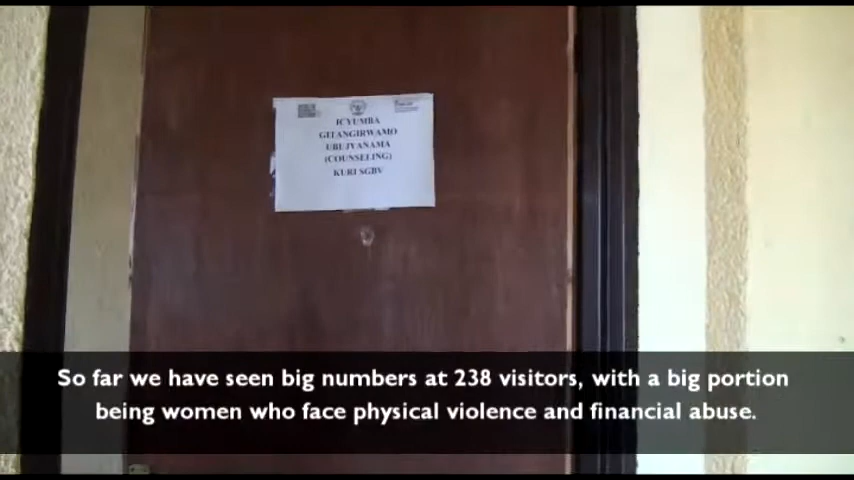 ICYUMBA
GITANGIRWAMO
UBUJYANAMA
(COUNSELING)
KURI SGBV
So far we have seen big numbers at 238 visitors, with a big portion
being women who face physical violence and financial abuse.